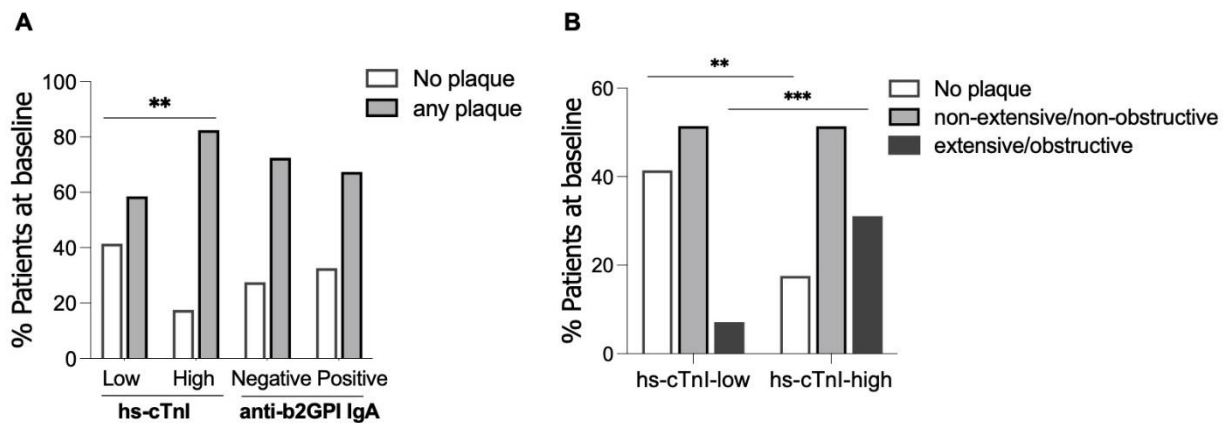 A
% Patients at baseline
100
80
60
40
20
0
**
No plaque
any plaque
Low High Negative Positive
hs-cTnI anti-b2GPI IgA
B
% Patients at baseline
60
40
20
0
**
***
No plaque
non-extensive/non-obstructive
extensive/obstructive
hs-cTnI-low hs-cTnI-high